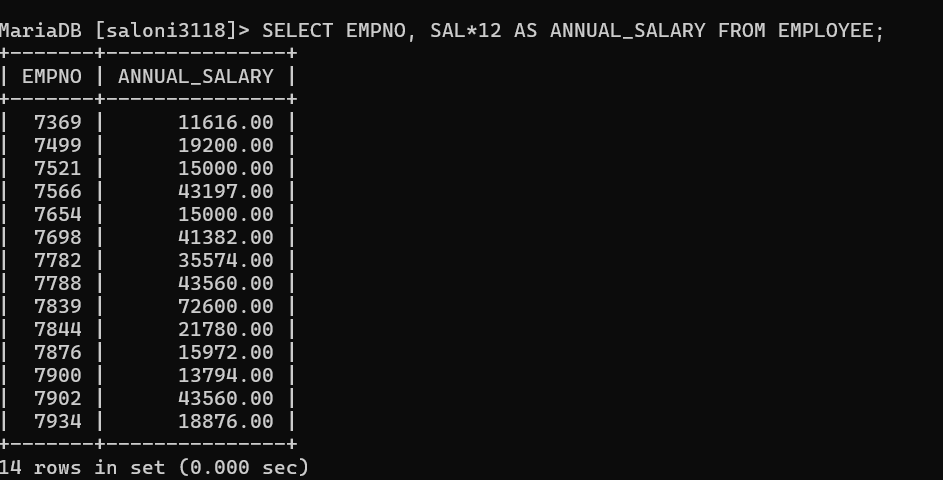 MariaDB [saloni3118]> SELECT EMPNO, SAL*12 AS ANNUAL_SALARY FROM EMPLOYEE;
+-------+---------------+
| EMPNO | ANNUAL_SALARY |
+-------+---------------+
|  7369 |      11616.00 |
|  7499 |      19200.00 |
|  7521 |      15000.00 |
|  7566 |      43197.00 |
|  7654 |      15000.00 |
|  7698 |      41382.00 |
|  7782 |      35574.00 |
|  7788 |      43560.00 |
|  7839 |      72600.00 |
|  7844 |      21780.00 |
|  7876 |      15972.00 |
|  7900 |      13794.00 |
|  7902 |      43560.00 |
|  7934 |      18876.00 |
+-------+---------------+
14 rows in set (0.000 sec)